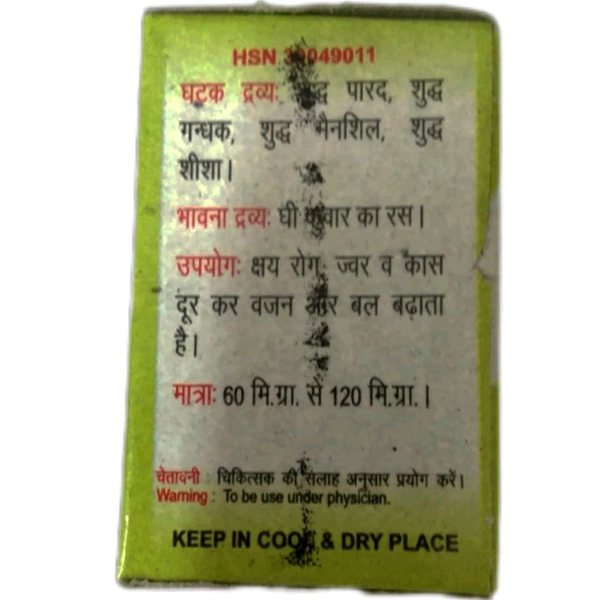 HSN 30049011
घटक द्रव्यः शुद्ध पारद, शुद्ध
गन्धक, शुद्ध मैनशिल, शुद्ध
शीशा।
भावना द्रव्यः घी कुवार का रस।
उपयोगः क्षय रोग, ज्वर व कास
दूर कर वजन और बल बढ़ाता
है।
मात्राः 60 मि.ग्रा. से 120 मि.ग्रा.।
चेतावनी : चिकित्सक की सलाह अनुसार प्रयोग करें।
Warning : To be use under physician.
KEEP IN COOL & DRY PLACE